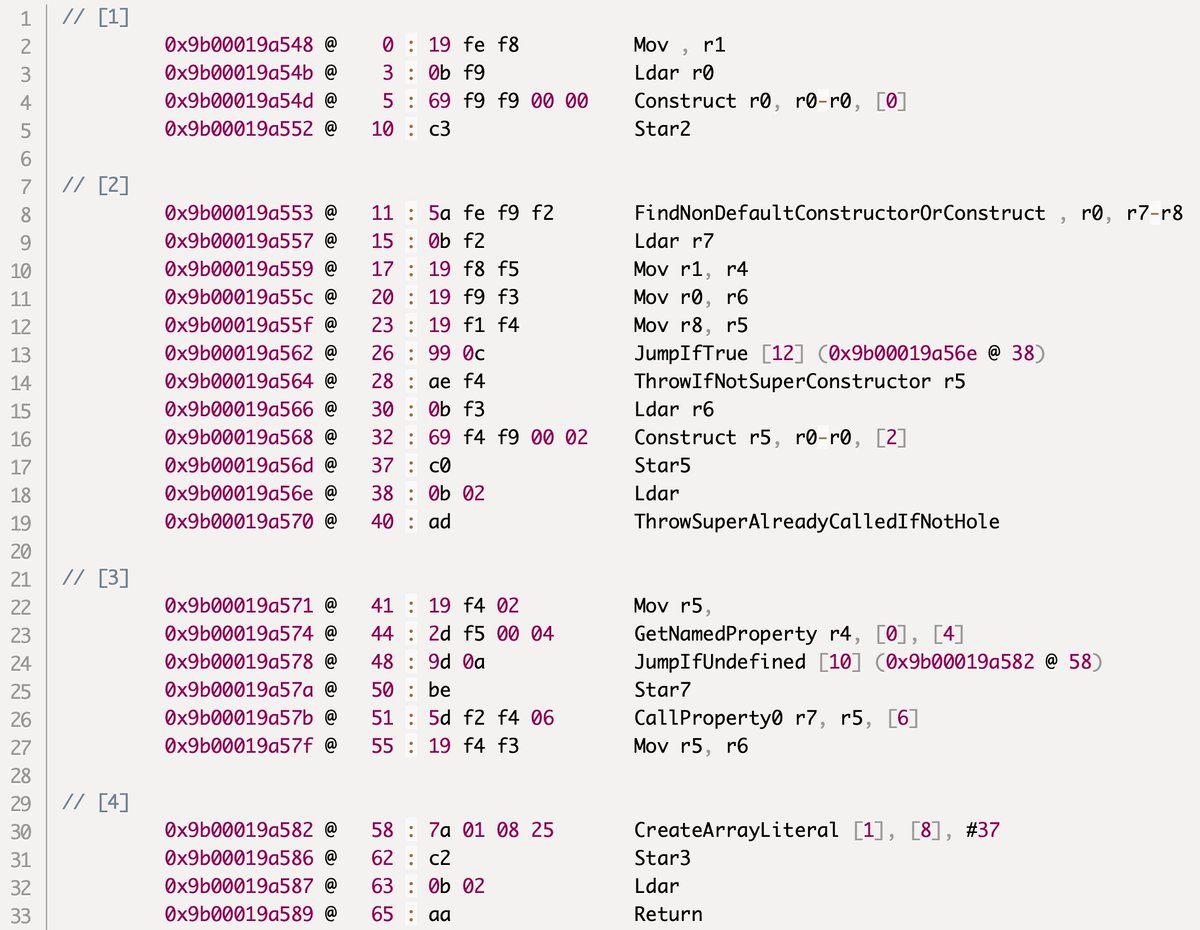 1 // [1]
2 0x9b00019a548 @ 0 : 19 fe f8 Mov , r1
3 0x9b00019a54b @ 3 : 0b f9 Ldar r0
4 0x9b00019a54d @ 5 : 69 f9 f9 00 00 Construct r0, r0-r0, [0]
5 0x9b00019a552 @ 10 : c3 Star2
6
7 // [2]
8 0x9b00019a553 @ 11 : 5a fe f9 f2 FindNonDefaultConstructorOrConstruct , r0, r7-r8
9 0x9b00019a557 @ 15 : 0b f2 Ldar r7
10 0x9b00019a559 @ 17 : 19 f8 f5 Mov r1, r4
11 0x9b00019a55c @ 20 : 19 f9 f3 Mov r0, r6
12 0x9b00019a55f @ 23 : 19 f1 f4 Mov r8, r5
13 0x9b00019a562 @ 26 : 99 0c JumpIfTrue [12] (0x9b00019a56e @ 38)
14 0x9b00019a564 @ 28 : ae f4 ThrowIfNotSuperConstructor r5
15 0x9b00019a566 @ 30 : 0b f3 Ldar r6
16 0x9b00019a568 @ 32 : 69 f4 f9 00 02 Construct r5, r0-r0, [2]
17 0x9b00019a56d @ 37 : c0 Star5
18 0x9b00019a56e @ 38 : 0b 02 Ldar
19 0x9b00019a570 @ 40 : ad ThrowSuperAlreadyCalledIfNotHole
20
21 // [3]
22 0x9b00019a571 @ 41 : 19 f4 02 Mov r5,
23 0x9b00019a574 @ 44 : 2d f5 00 04 GetNamedProperty r4, [0], [4]
24 0x9b00019a578 @ 48 : 9d 0a JumpIfUndefined [10] (0x9b00019a582 @ 58)
25 0x9b00019a57a @ 50 : be Star7
26 0x9b00019a57b @ 51 : 5d f2 f4 06 CallProperty0 r7, r5, [6]
27 0x9b00019a57f @ 55 : 19 f4 f3 Mov r5, r6
28
29 // [4]
30 0x9b00019a582 @ 58 : 7a 01 08 25 CreateArrayLiteral [1], [8], #37
31 0x9b00019a586 @ 62 : c2 Star3
32 0x9b00019a587 @ 63 : 0b 02 Ldar
33 0x9b00019a589 @ 65 : aa Return